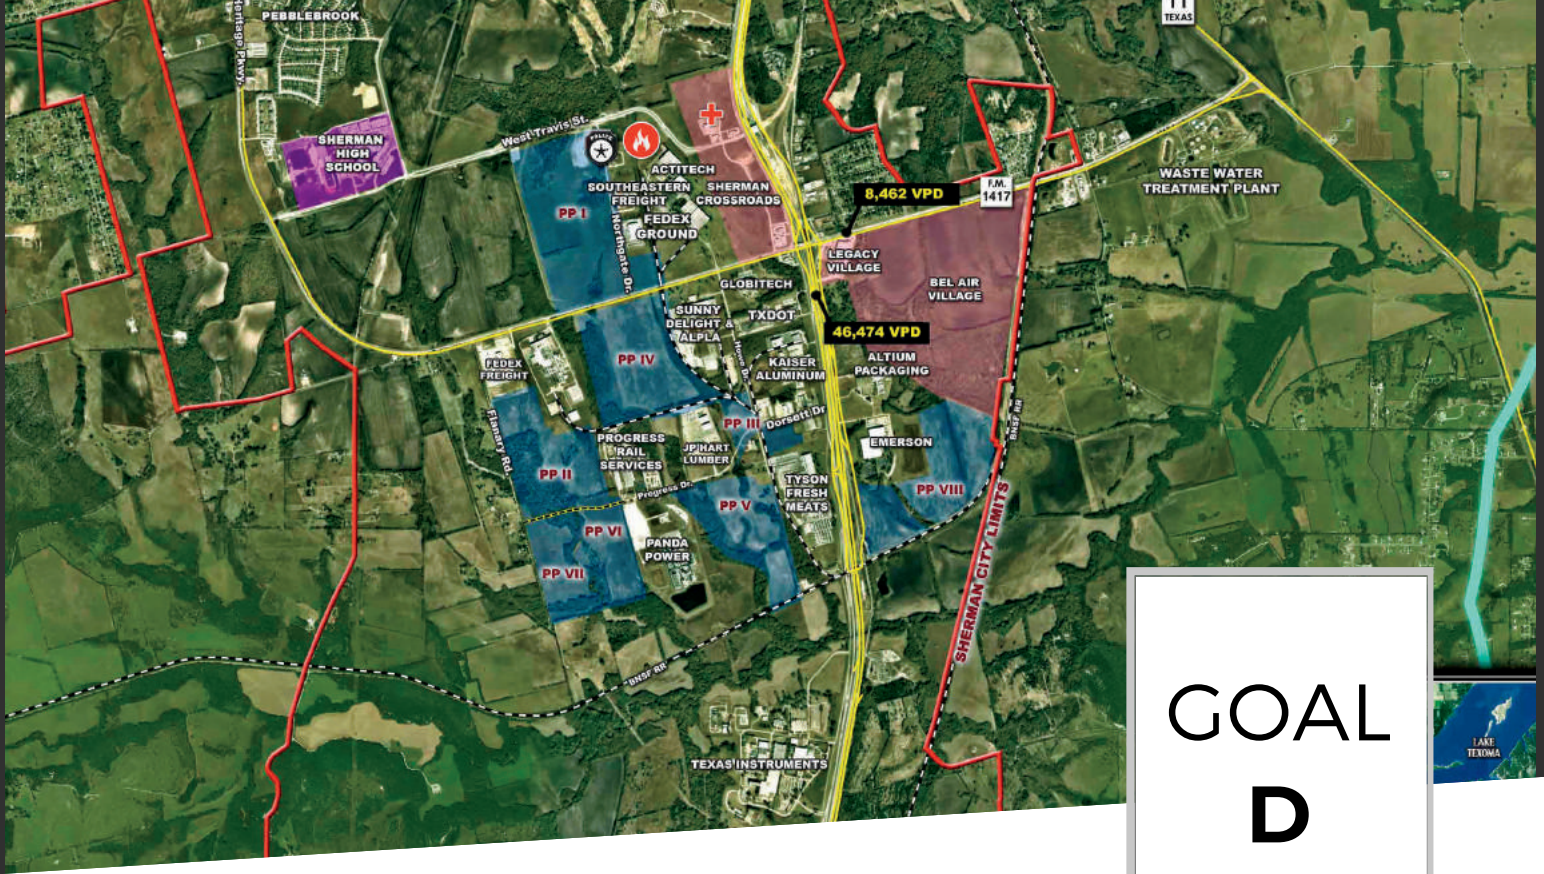 PEBBLEBROOK
Heritage Pkwy.
11
TEXAS
West Travis St.
POLICE
SHERMAN
HIGH
SCHOOL
ACTITECH
SOUTHEASTERN
FREIGHT
SHERMAN
CROSSROADS
FEDEX
GROUND
PP I
Northgate Dr.
8,462 VPD
F.M.
1417
WASTE WATER
TREATMENT PLANT
LEGACY
VILLAGE
BEL AIR
VILLAGE
GLOBITECH
SUNNY
DELIGHT &
ALPLA
TXDOT
46,474 VPD
Howe Dr.
FEDEX
FREIGHT
PP IV
KAISER
ALUMINUM
ALTIUM
PACKAGING
Flanary Rd.
PP III
Dorsett Dr
BNSF RR
PROGRESS
RAIL
SERVICES
JP HART
LUMBER
EMERSON
PP II
Progress Dr.
PP V
TYSON
FRESH
MEATS
PP VIII
PP VI
PANDA
POWER
PP VII
SHERMAN CITY LIMITS
BNSF RR
TEXAS INSTRUMENTS
LAKE
TEXOMA
GOAL
D